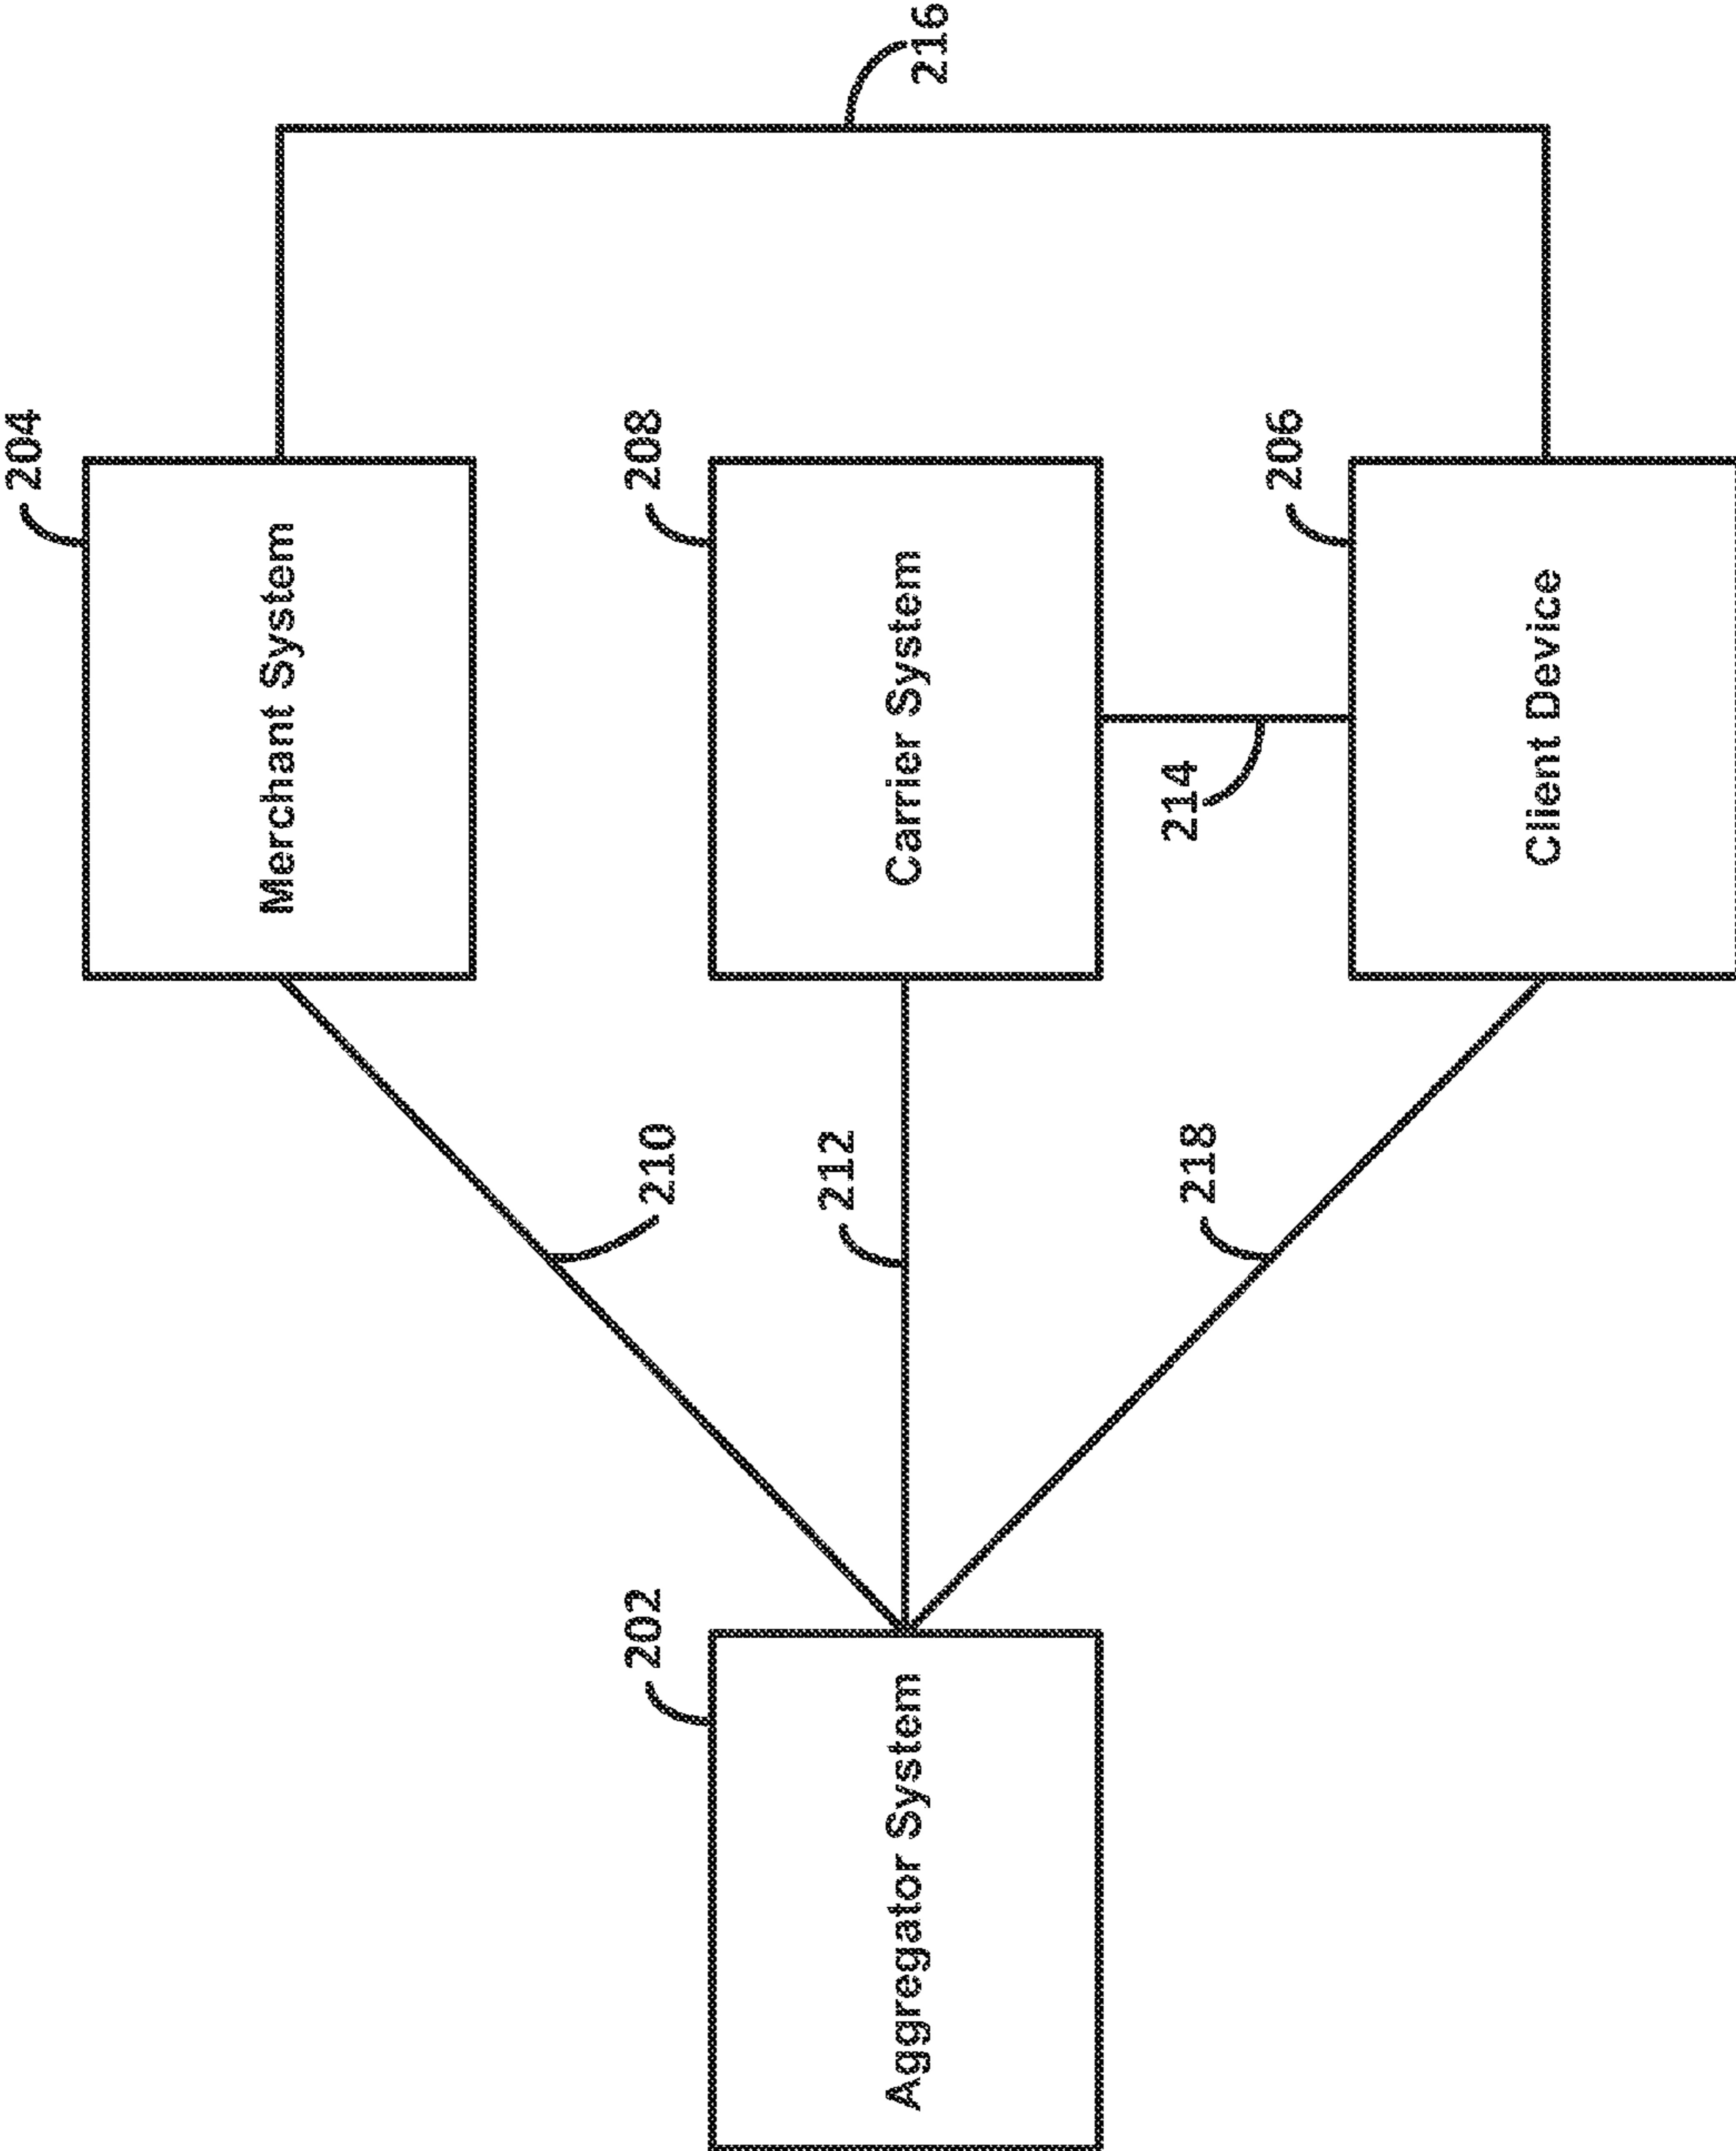 204
Merchant System
216
210
202
Aggregator System
212
208
Carrier System
214
218
206
Client Device